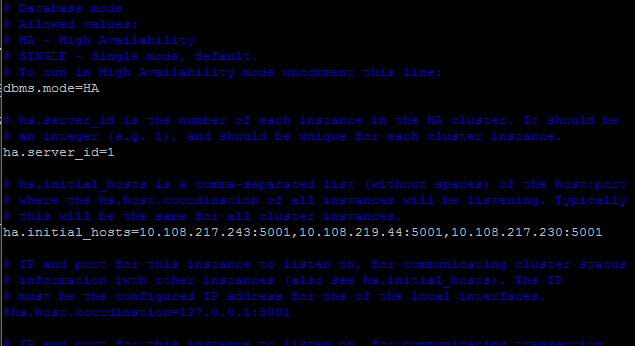 # Database mode
# Allowed values:
# HA - High Availability
# SINGLE - Single mode, default.
# To run in High Availability mode uncomment this line:
dbms.mode=HA
# ha.server_id is the number of each instance in the HA cluster. It should be
# an integer (e.g. 1), and should be unique for each cluster instance.
ha.server_id=1
# ha.initial_hosts is a comma-separated list (without spaces) of the host:port
# where the ha.host.coordination of all instances will be listening. Typically
# this will be the same for all cluster instances.
ha.initial_hosts=10.108.217.243:5001,10.108.219.44:5001,10.108.217.230:5001
# IP and port for this instance to listen on, for communicating cluster status
# information iwth other instances (also see ha.initial_hosts). The IP
# must be the configured IP address for one of the local interfaces.
#ha.host.coordination=127.0.0.1:5001
# IP and port for this instance to listen on, for communicating transaction